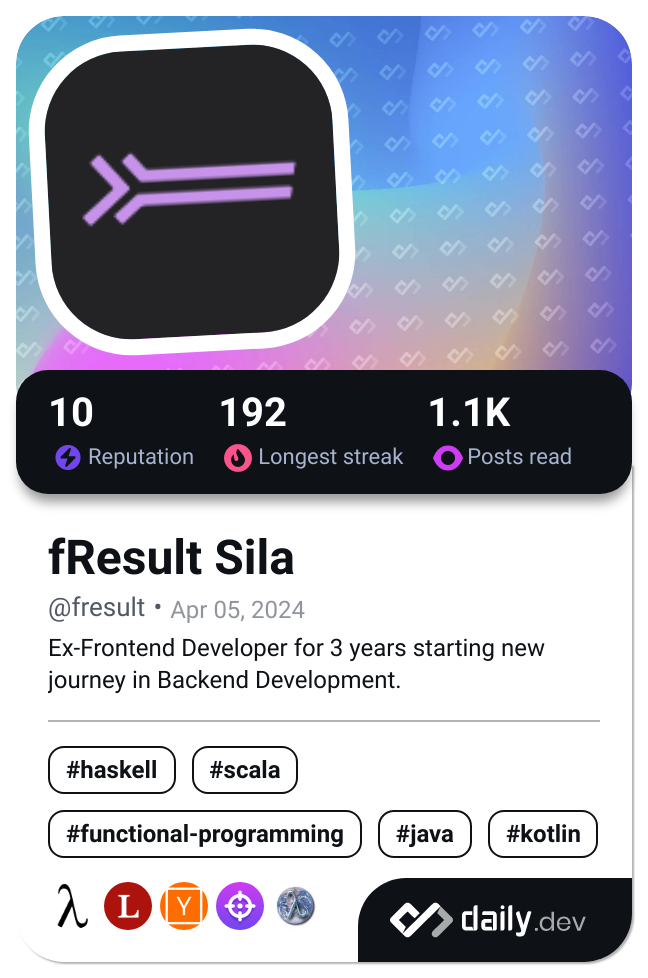 10 192 1.1K
Reputation Longest streak Posts read
fResult Sila
@fresult • Apr 05, 2024
Ex-Frontend Developer for 3 years starting new
journey in Backend Development.
#haskell #scala
#functional-programming #java #kotlin
λ L Y
daily.dev